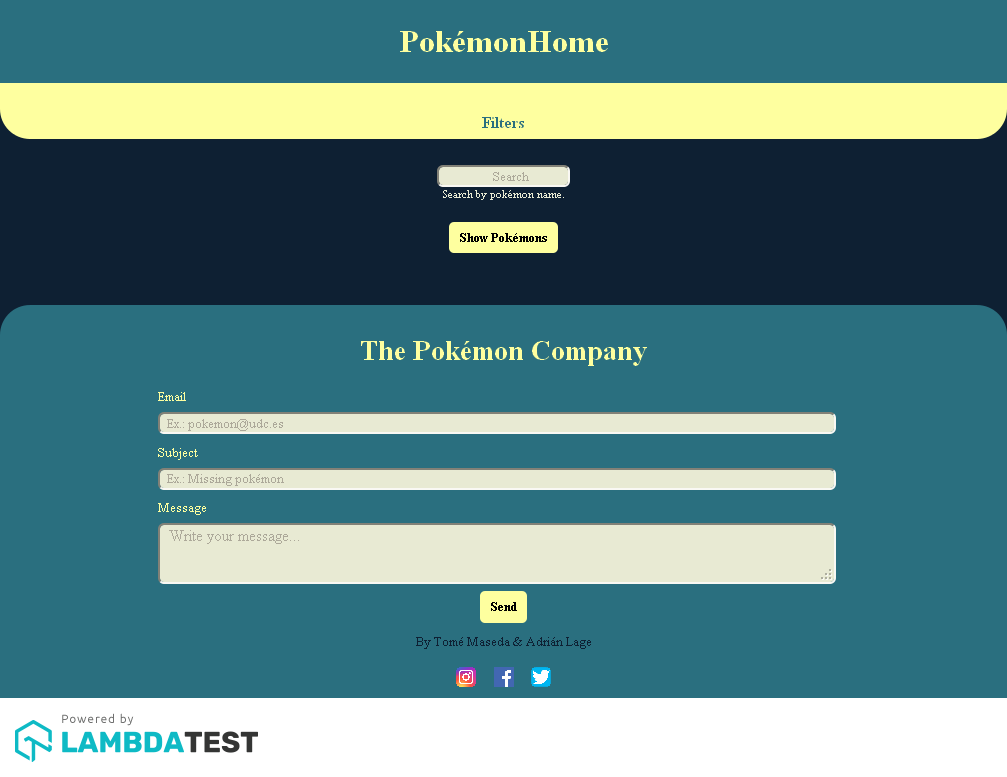 PokémonHome
Filters
Search
Search by pokémon name.
Show Pokémons
The Pokémon Company
Email
Ex.: pokemon@udc.es
Subject
Ex.: Missing pokémon
Message
Write your message...
Send
By Tomé Maseda & Adrián Lage
Powered by
LAMBDATEST